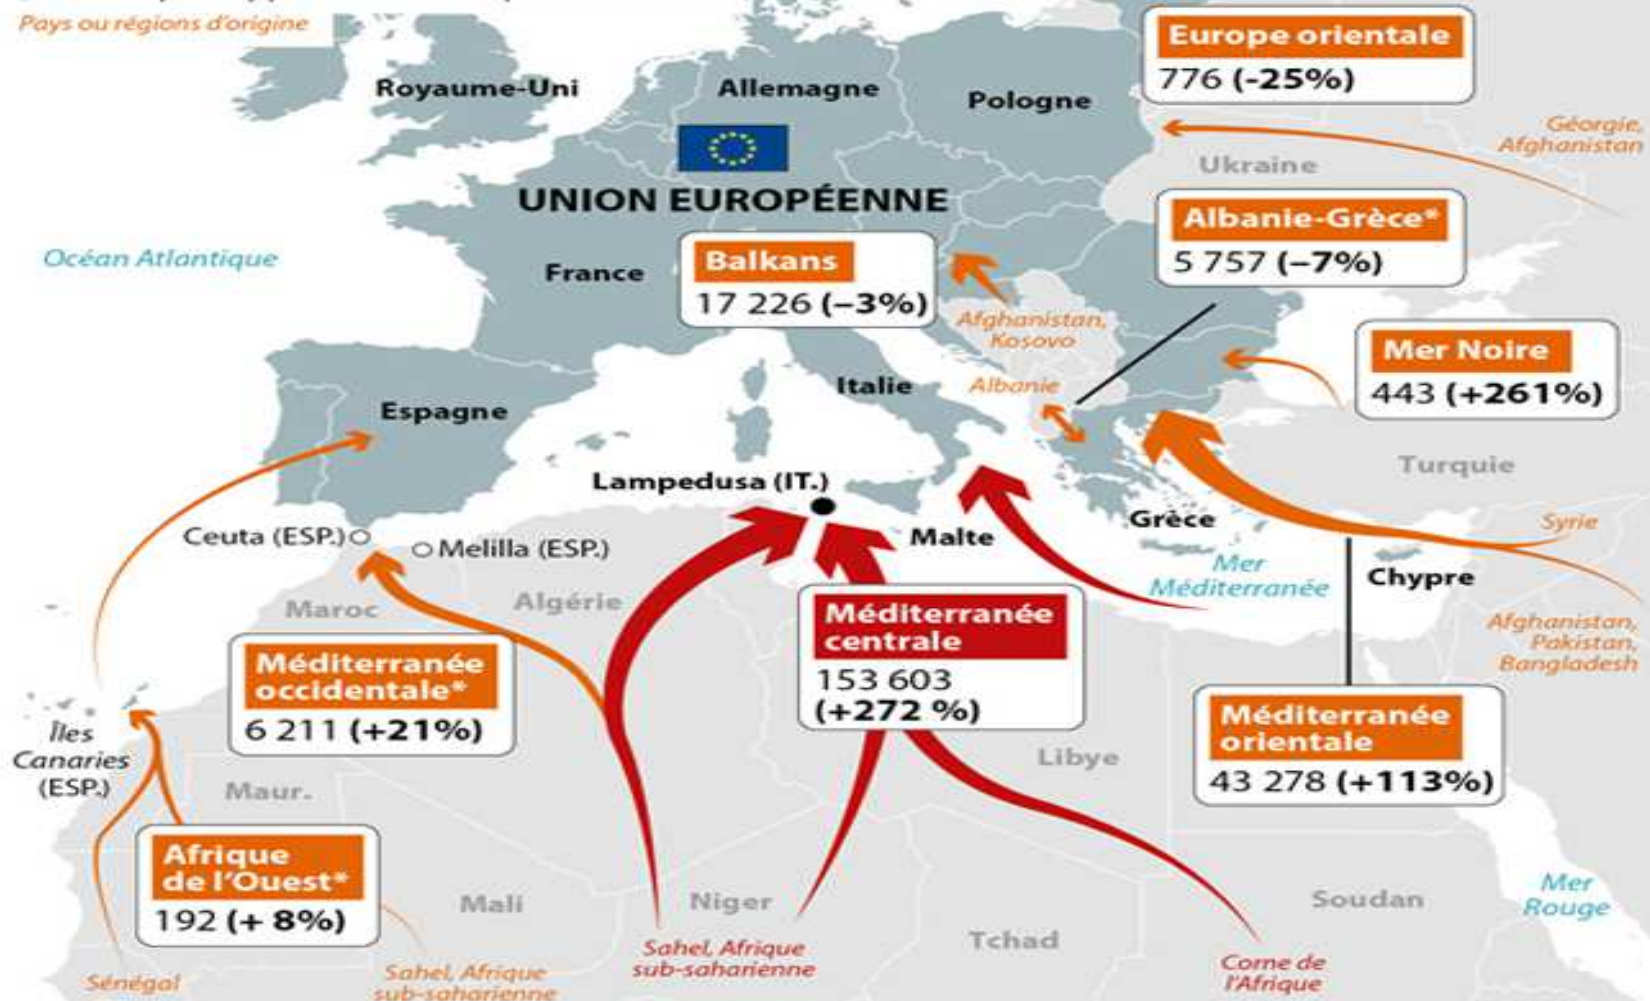 Pays ou régions d'origine
Europe orientale
776 (-25%)
Royaume-Uni
Allemagne
Pologne
Géorgie,
Afghanistan
Ukraine
UNION EUROPÉENNE
Albanie-Grèce*
5 757 (–7%)
Océan Atlantique
France
Balkans
17 226 (–3%)
Afghanistan,
Kosovo
Mer Noire
443 (+261%)
Italie
Albanie
Espagne
Turquie
Lampedusa (IT.)
Ceuta (ESP.)
Melilla (ESP.)
Malte
Grèce
Syrie
Mer
Méditerranée
Chypre
Maroc
Algérie
Afghanistan,
Pakistan,
Bangladesh
Méditerranée
centrale
153 603
(+272 %)
Méditerranée
occidentale*
6 211 (+21%)
Méditerranée
orientale
43 278 (+113%)
Îles
Canaries
(ESP.)
Libye
Maur.
Afrique
de l'Ouest*
192 (+ 8%)
Mali
Niger
Tchad
Soudan
Mer
Rouge
Sénégal
Sahel, Afrique
sub-saharienne
Sahel, Afrique
sub-saharienne
Corne de
l'Afrique